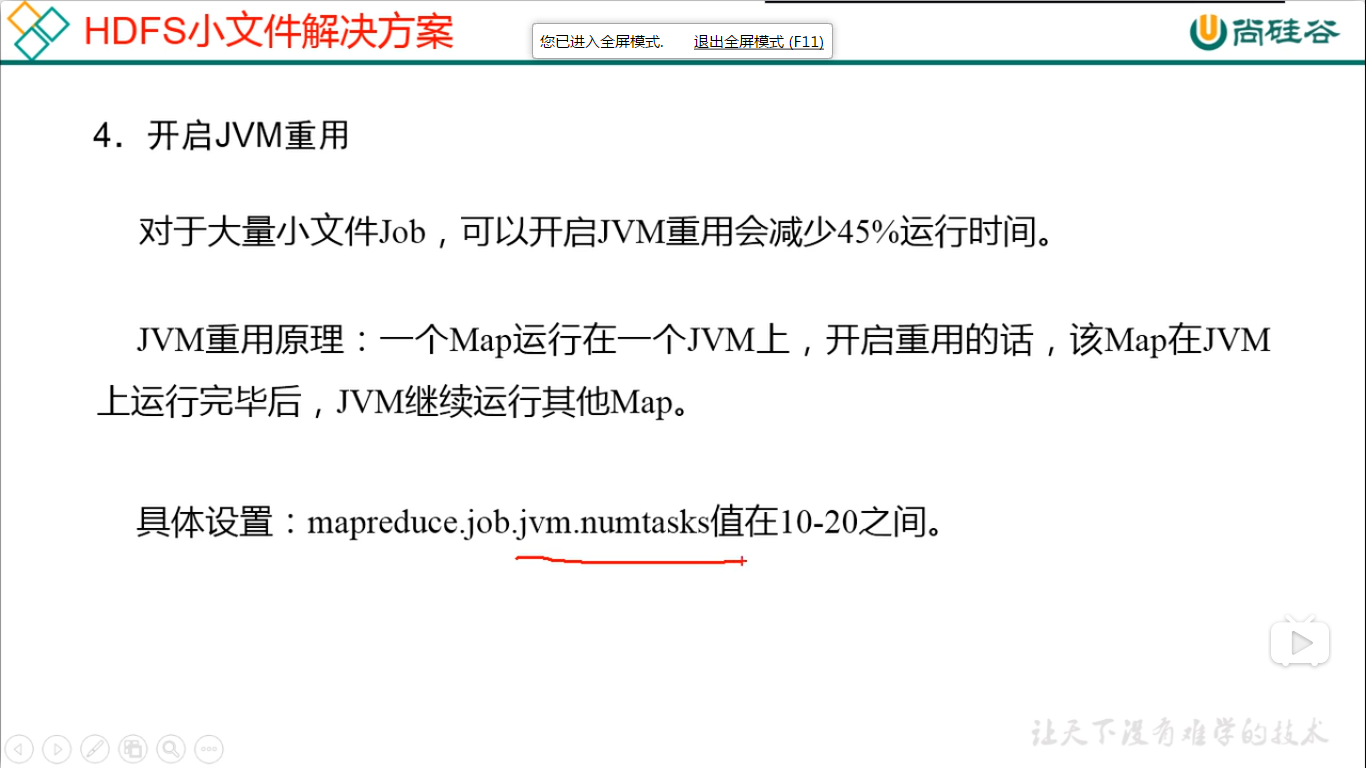 HDFS小文件解决方案
您已进入全屏模式. 退出全屏模式 (F11)
尚硅谷
4．开启JVM重用
对于大量小文件Job，可以开启JVM重用会减少45%运行时间。
JVM重用原理：一个Map运行在一个JVM上，开启重用的话，该Map在JVM
上运行完毕后，JVM继续运行其他Map。
具体设置：mapreduce.job.jvm.numtasks值在10-20之间。
让天下没有难学的技术